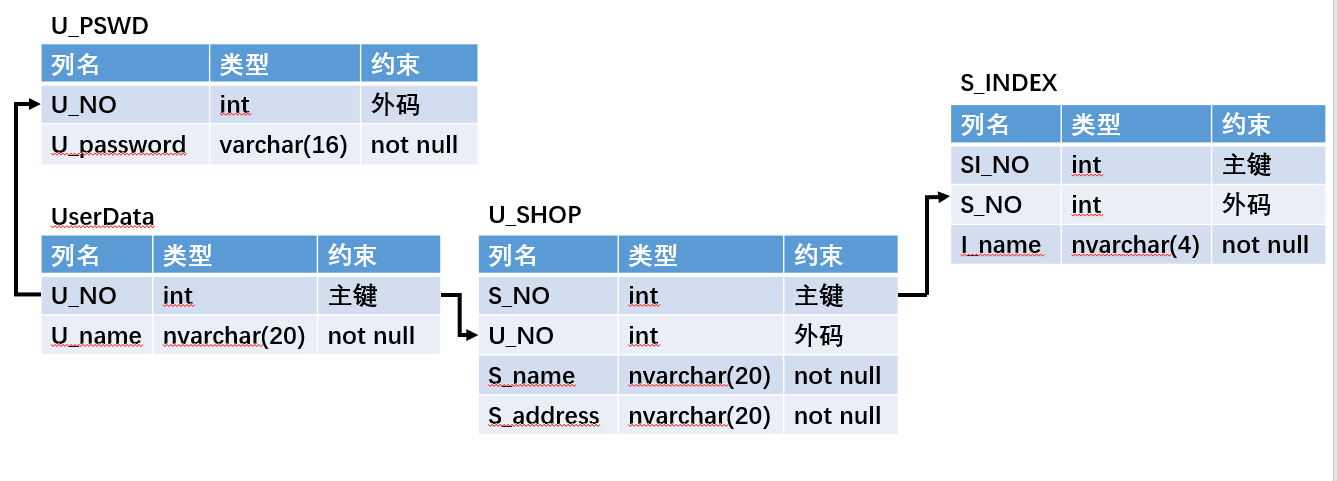 U_PSWD
列名 类型 约束
U_NO int 外码
U_password varchar(16) not null
UserData
列名 类型 约束
U_NO int 主键
U_name nvarchar(20) not null
U_SHOP
列名 类型 约束
S_NO int 主键
U_NO int 外码
S_name nvarchar(20) not null
S_address nvarchar(20) not null
S_INDEX
列名 类型 约束
SI_NO int 主键
S_NO int 外码
I_name nvarchar(4) not null